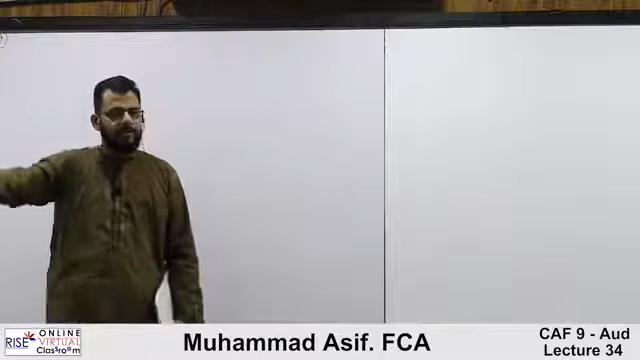 RISE ONLINE
VIRTUAL
Classroom
Muhammad Asif. FCA
CAF 9 - Aud
Lecture 34